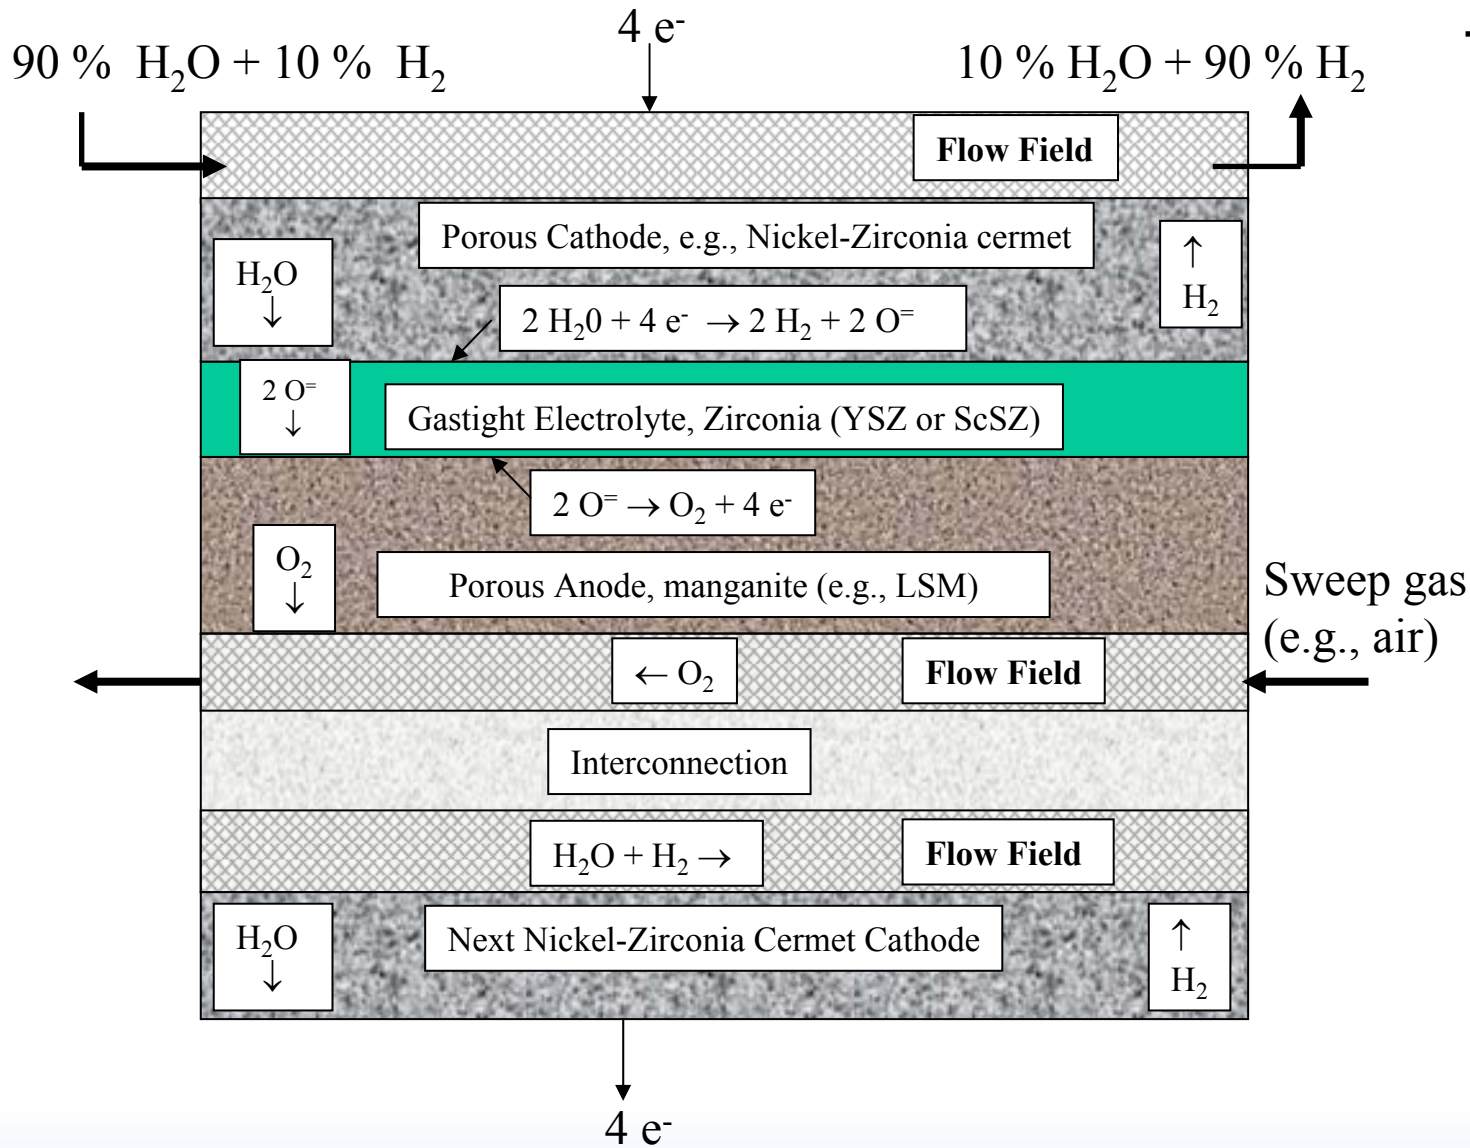 4 e⁻
90 % H₂O + 10 % H₂
10 % H₂O + 90 % H₂
Flow Field
Porous Cathode, e.g., Nickel-Zirconia cermet
H₂O
↓
↑
H₂
2 H₂0 + 4 e⁻ → 2 H₂ + 2 O⁼
2 O⁼
↓
Gastight Electrolyte, Zirconia (YSZ or ScSZ)
2 O⁼ → O₂ + 4 e⁻
O₂
↓
Porous Anode, manganite (e.g., LSM)
Sweep gas
(e.g., air)
← O₂
Flow Field
Interconnection
H₂O + H₂ →
Flow Field
H₂O
↓
Next Nickel-Zirconia Cermet Cathode
↑
H₂
4 e⁻